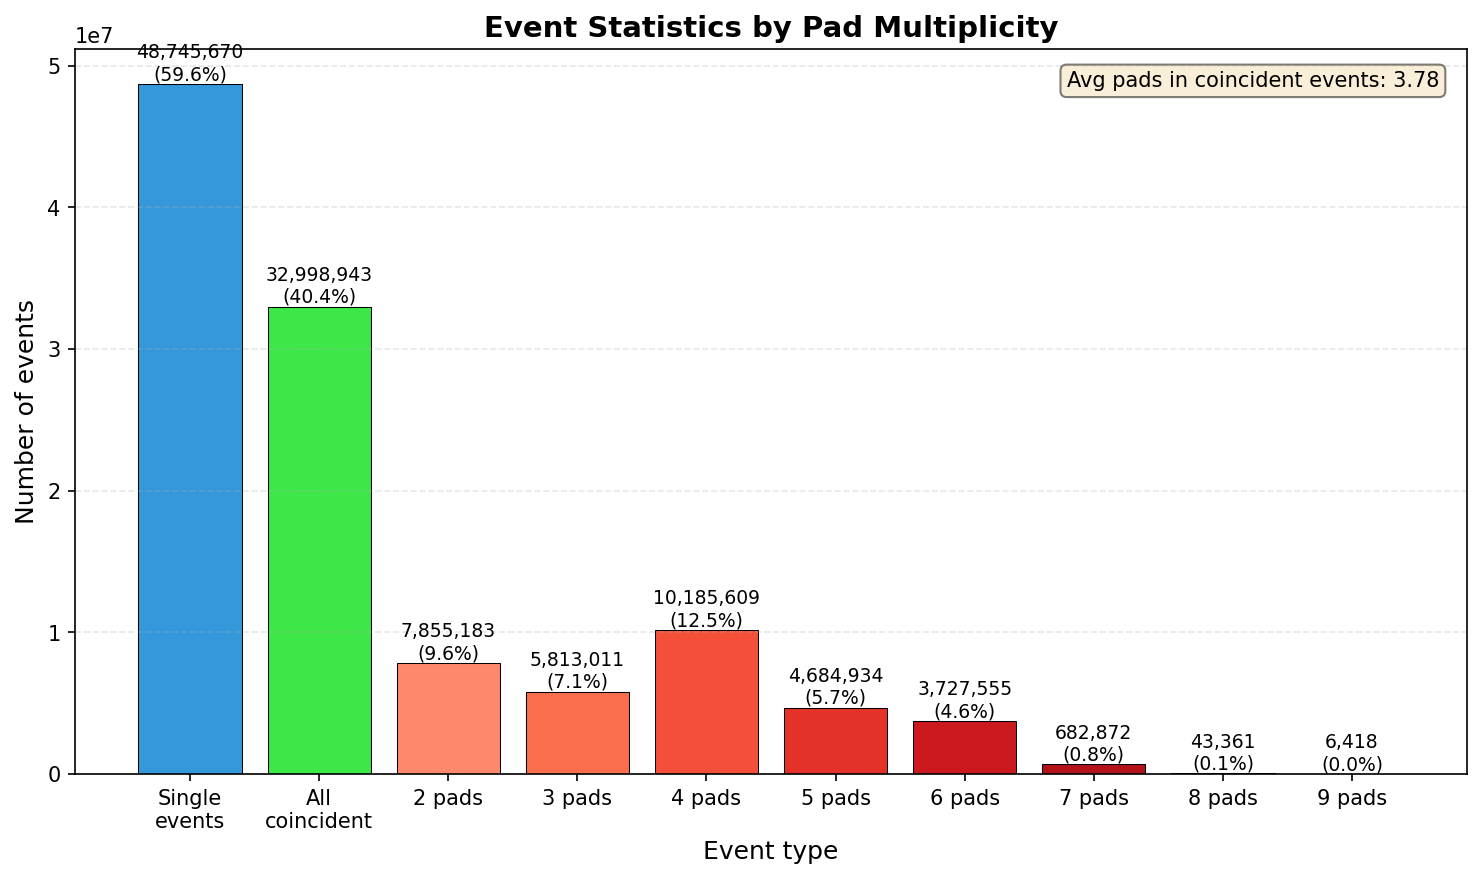 Event Statistics by Pad Multiplicity
1e7
Avg pads in coincident events: 3.78
Number of events
5
4
3
2
1
0
48,745,670
(59.6%)
32,998,943
(40.4%)
7,855,183
(9.6%)
5,813,011
(7.1%)
10,185,609
(12.5%)
4,684,934
(5.7%)
3,727,555
(4.6%)
682,872
(0.8%)
43,361
(0.1%)
6,418
(0.0%)
Single
events
All
coincident
2 pads
3 pads
4 pads
5 pads
6 pads
7 pads
8 pads
9 pads
Event type